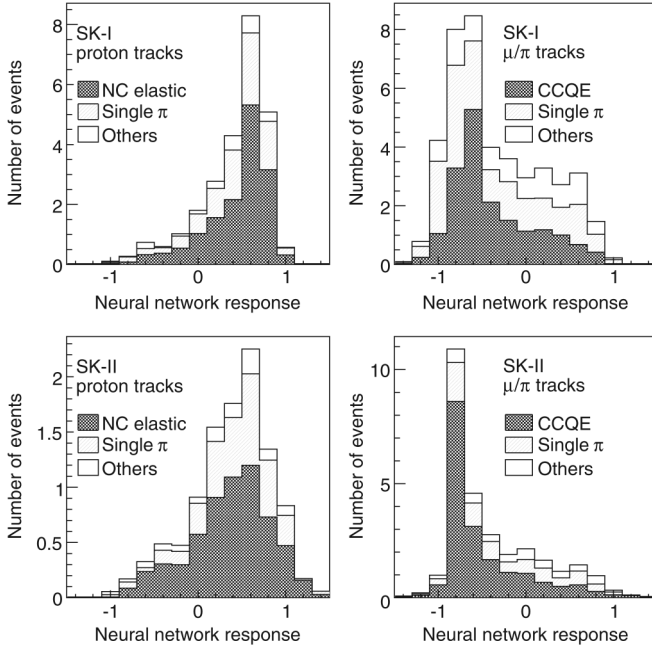 SK-I
proton tracks
NC elastic
Single π
Others
Number of events
8
6
4
2
0
-1
0
1
Neural network response
SK-I
μ/π tracks
CCQE
Single π
Others
Number of events
8
6
4
2
0
-1
0
1
Neural network response
SK-II
proton tracks
NC elastic
Single π
Others
Number of events
2
1.5
1
0.5
0
-1
0
1
Neural network response
SK-II
μ/π tracks
CCQE
Single π
Others
Number of events
10
5
0
-1
0
1
Neural network response